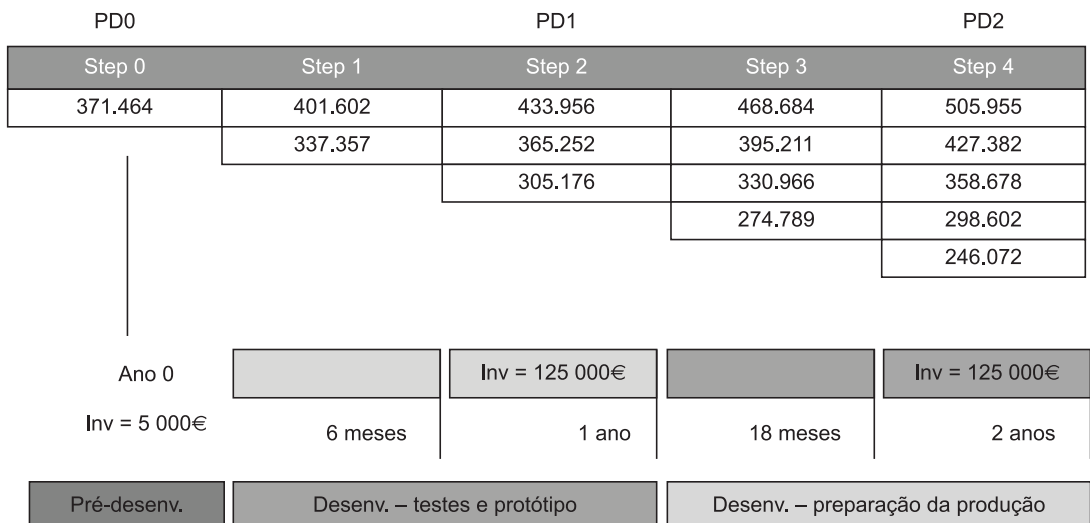 PD0 PD1 PD2
Step 0 Step 1 Step 2 Step 3 Step 4
371.464 401.602 433.956 468.684 505.955
337.357 365.252 395.211 427.382
305.176 330.966 358.678
274.789 298.602
246.072
Ano 0 Inv = 125 000€ Inv = 125 000€
Inv = 5 000€ 6 meses 1 ano 18 meses 2 anos
Pré-desenv. Desenv. – testes e protótipo Desenv. – preparação da produção